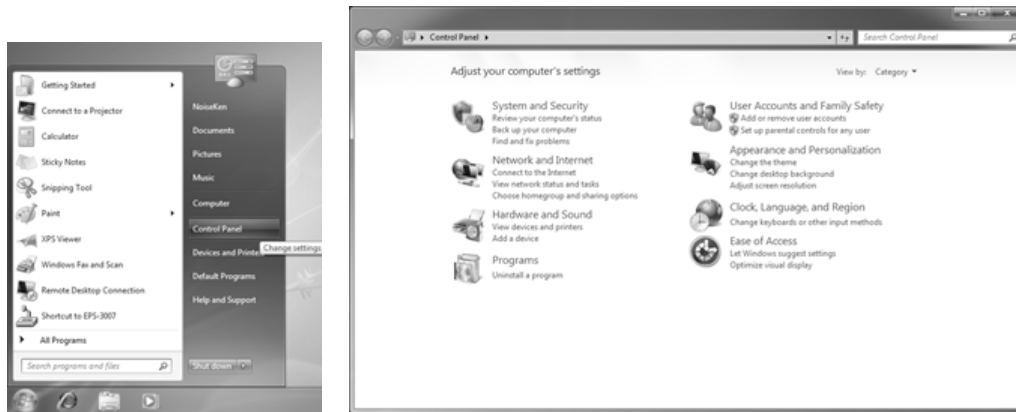 Getting Started
Connect to a Projector
Calculator
Sticky Notes
Snipping Tool
Paint
XPS Viewer
Windows Fax and Scan
Remote Desktop Connection
Shortcut to EPS-3007
All Programs
Search programs and files
NoiseKen
Documents
Pictures
Music
Computer
Control Panel
Change settings
Devices and Printers
Default Programs
Help and Support
Shut down
Control Panel
Search Control Panel
Adjust your computer's settings
View by: Category
System and Security
Review your computer's status
Back up your computer
Find and fix problems
Network and Internet
Connect to the Internet
View network status and tasks
Choose homegroup and sharing options
Hardware and Sound
View devices and printers
Add a device
Programs
Uninstall a program
User Accounts and Family Safety
Add or remove user accounts
Set up parental controls for any user
Appearance and Personalization
Change the theme
Change desktop background
Adjust screen resolution
Clock, Language, and Region
Change keyboards or other input methods
Ease of Access
Let Windows suggest settings
Optimize visual display